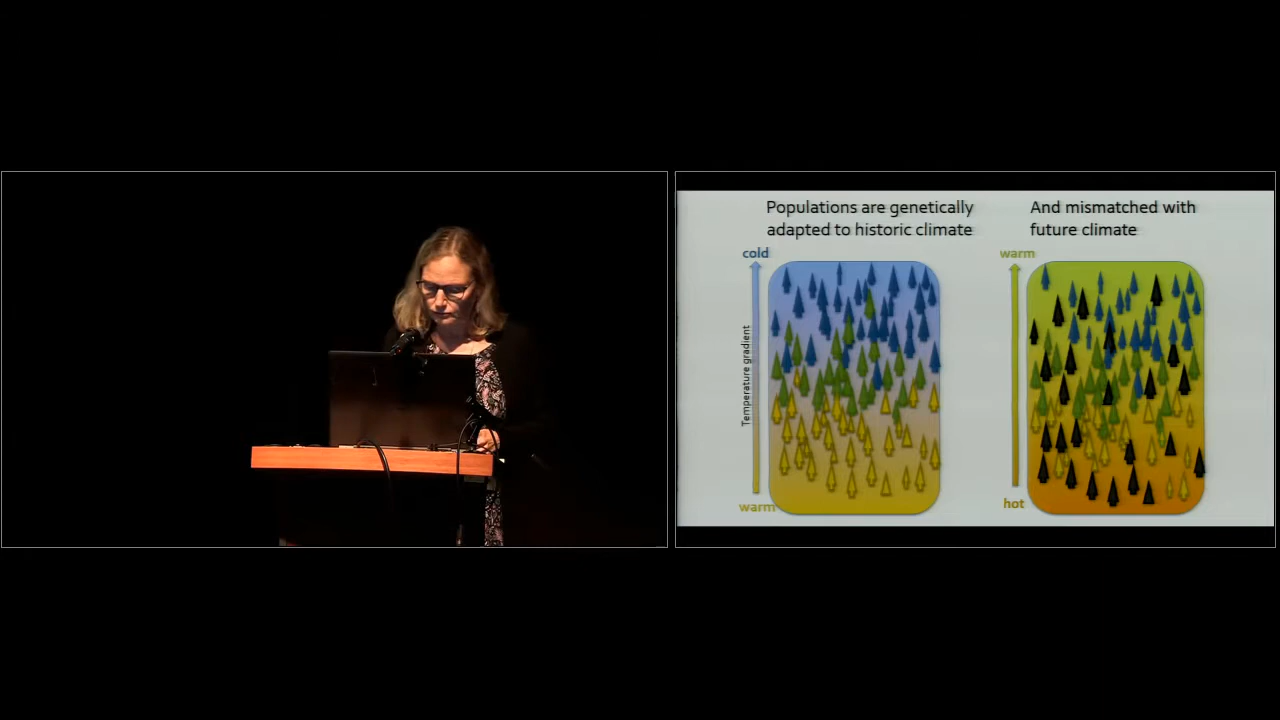 Populations are genetically
adapted to historic climate
And mismatched with
future climate
cold
warm
Temperature gradient
warm
hot